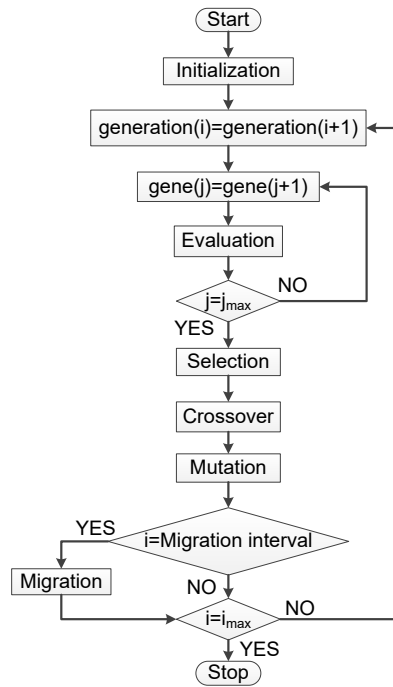 Start
Initialization
generation(i)=generation(i+1)
gene(j)=gene(j+1)
Evaluation
j=jmax
NO
YES
Selection
Crossover
Mutation
YES
i=Migration interval
Migration
NO
i=imax
NO
YES
Stop